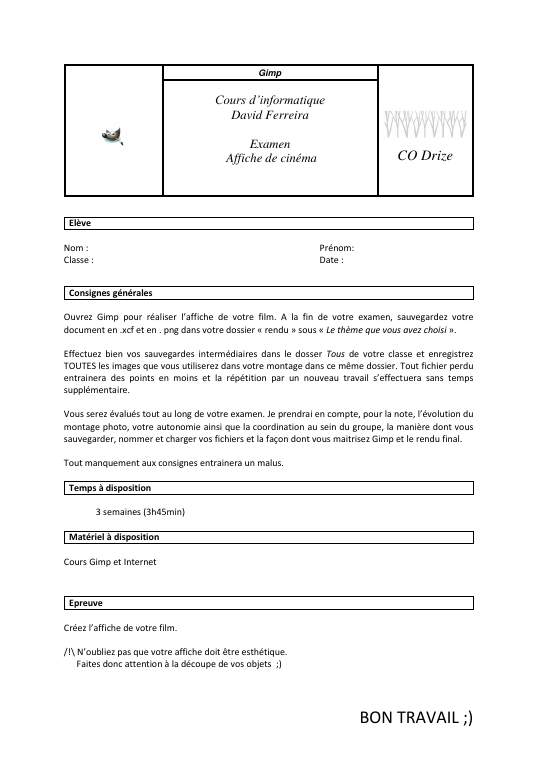 Gimp
Cours d’informatique
David Ferreira
Examen
Affiche de cinéma
CO Drize
Elève
Nom : Prénom:
Classe : Date :
Consignes générales
Ouvrez Gimp pour réaliser l’affiche de votre film. A la fin de votre examen, sauvegardez votre
document en .xcf et en . png dans votre dossier « rendu » sous « Le thème que vous avez choisi ».
Effectuez bien vos sauvegardes intermédiaires dans le dosser Tous de votre classe et enregistrez
TOUTES les images que vous utiliserez dans votre montage dans ce même dossier. Tout fichier perdu
entrainera des points en moins et la répétition par un nouveau travail s’effectuera sans temps
supplémentaire.
Vous serez évalués tout au long de votre examen. Je prendrai en compte, pour la note, l’évolution du
montage photo, votre autonomie ainsi que la coordination au sein du groupe, la manière dont vous
sauvegarder, nommer et charger vos fichiers et la façon dont vous maitrisez Gimp et le rendu final.
Tout manquement aux consignes entrainera un malus.
Temps à disposition
3 semaines (3h45min)
Matériel à disposition
Cours Gimp et Internet
Epreuve
Créez l’affiche de votre film.
/!\ N’oubliez pas que votre affiche doit être esthétique.
Faites donc attention à la découpe de vos objets ;)
BON TRAVAIL ;)